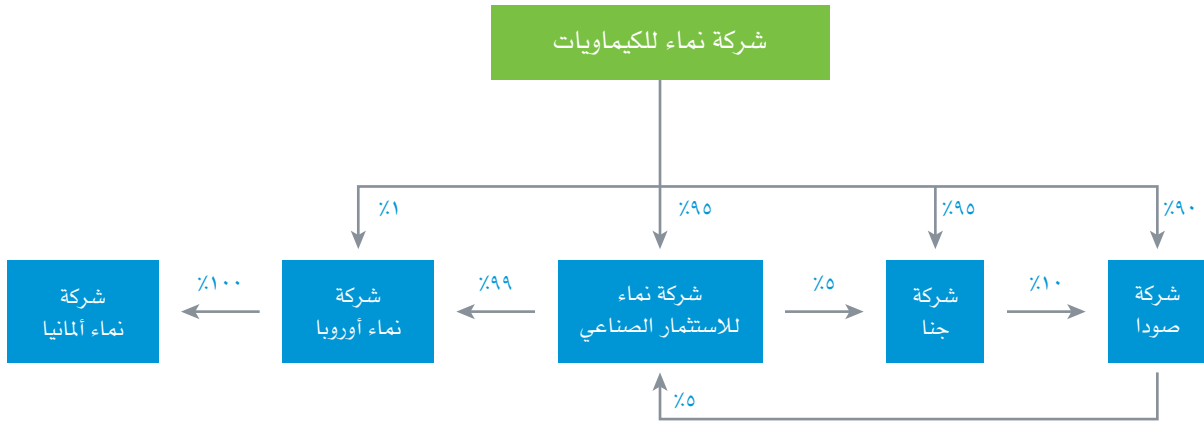 شركة نماء للكيماويات
٪٩٠
٪٩٥
٪٩٥
٪١
شركة
صودا
٪١٠
شركة
جنا
٪٥
شركة نماء
للاستثمار الصناعي
٪٩٩
شركة
نماء أوروبا
٪١٠٠
شركة
نماء ألمانيا
٪٥